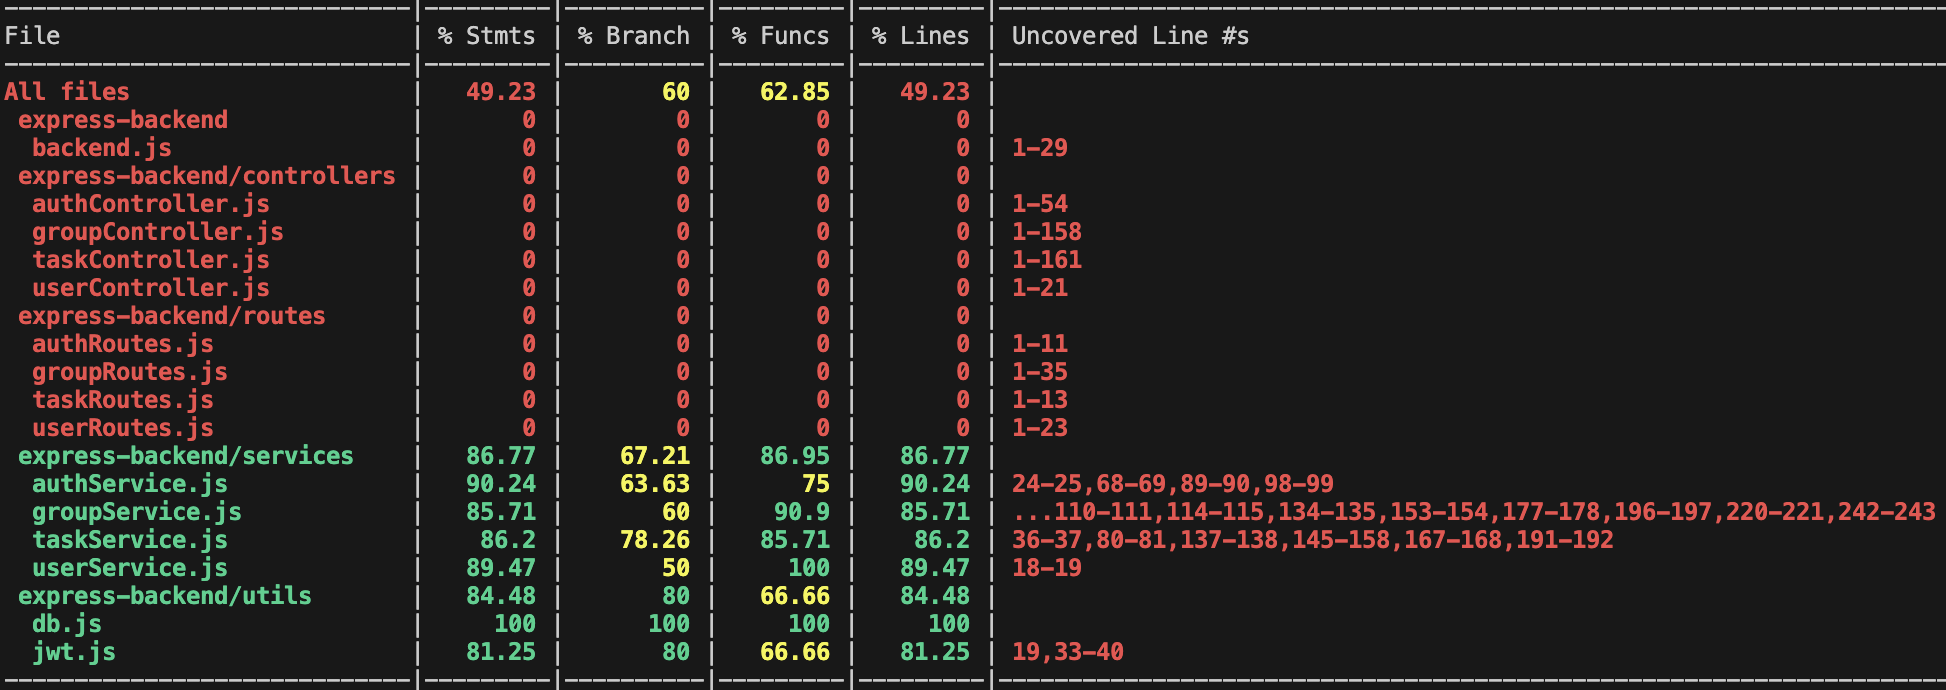 File | % Stmts | % Branch | % Funcs | % Lines | Uncovered Line #s
All files | 49.23 | 60 | 62.85 | 49.23 |
express-backend | 0 | 0 | 0 | 0 |
backend.js | 0 | 0 | 0 | 0 | 1-29
express-backend/controllers | 0 | 0 | 0 | 0 |
authController.js | 0 | 0 | 0 | 0 | 1-54
groupController.js | 0 | 0 | 0 | 0 | 1-158
taskController.js | 0 | 0 | 0 | 0 | 1-161
userController.js | 0 | 0 | 0 | 0 | 1-21
express-backend/routes | 0 | 0 | 0 | 0 |
authRoutes.js | 0 | 0 | 0 | 0 | 1-11
groupRoutes.js | 0 | 0 | 0 | 0 | 1-35
taskRoutes.js | 0 | 0 | 0 | 0 | 1-13
userRoutes.js | 0 | 0 | 0 | 0 | 1-23
express-backend/services | 86.77 | 67.21 | 86.95 | 86.77 |
authService.js | 90.24 | 63.63 | 75 | 90.24 | 24-25,68-69,89-90,98-99
groupService.js | 85.71 | 60 | 90.9 | 85.71 | ...110-111,114-115,134-135,153-154,177-178,196-197,220-221,242-243
taskService.js | 86.2 | 78.26 | 85.71 | 86.2 | 36-37,80-81,137-138,145-158,167-168,191-192
userService.js | 89.47 | 50 | 100 | 89.47 | 18-19
express-backend/utils | 84.48 | 80 | 66.66 | 84.48 |
db.js | 100 | 100 | 100 | 100 |
jwt.js | 81.25 | 80 | 66.66 | 81.25 | 19,33-40